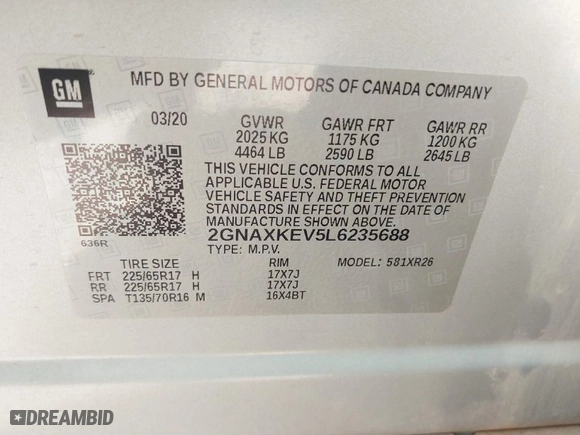 GM
MFD BY GENERAL MOTORS OF CANADA COMPANY
03/20 GVWR GAWR FRT GAWR RR
2025 KG 1175 KG 1200 KG
4464 LB 2590 LB 2645 LB
THIS VEHICLE CONFORMS TO ALL
APPLICABLE U.S. FEDERAL MOTOR
VEHICLE SAFETY AND THEFT PREVENTION
STANDARDS IN EFFECT ON THE DATE OF
MANUFACTURE SHOWN ABOVE.
636R 2GNAXKEV5L6235688
TYPE: M.P.V.
TIRE SIZE RIM MODEL: 581XR26
FRT 225/65R17 H 17X7J
RR 225/65R17 H 17X7J
SPA T135/70R16 M 16X4BT
DREAMBID